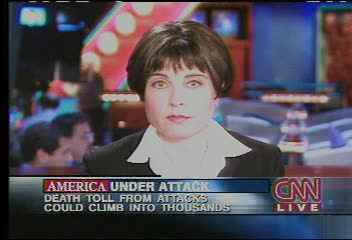 AMERICA UNDER ATTACK
DEATH TOLL FROM ATTACKS
COULD CLIMB INTO THOUSANDS
CNN
LIVE